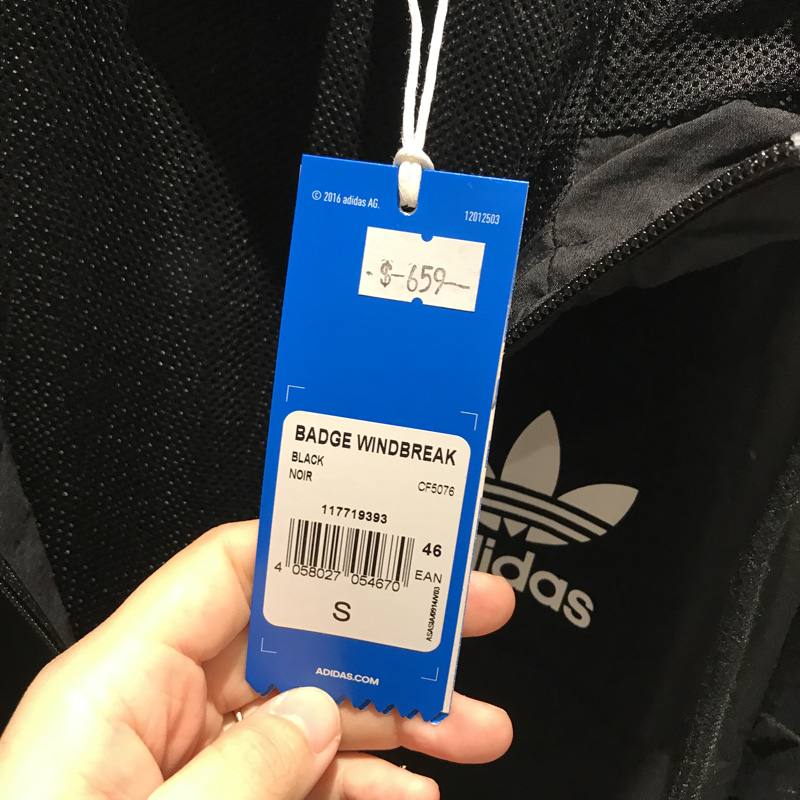 © 2016 adidas AG.
12012503
-$-659-
BADGE WINDBREAK
BLACK
NOIR
CF5076
117719393
46
4 058027 054670
EAN
S
ADIDAS.COM
adidas